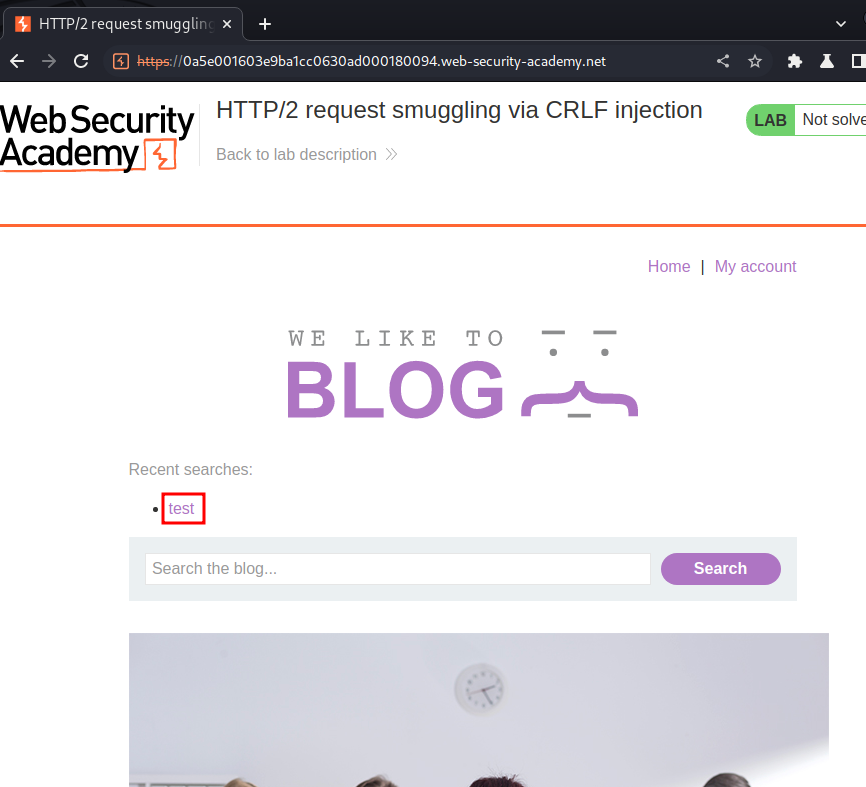 HTTP/2 request smuggling
https://0a5e001603e9ba1cc0630ad000180094.web-security-academy.net
Web Security
Academy
HTTP/2 request smuggling via CRLF injection
LAB Not solve
Back to lab description
Home | My account
WE LIKE TO
BLOG
Recent searches:
test
Search the blog...
Search